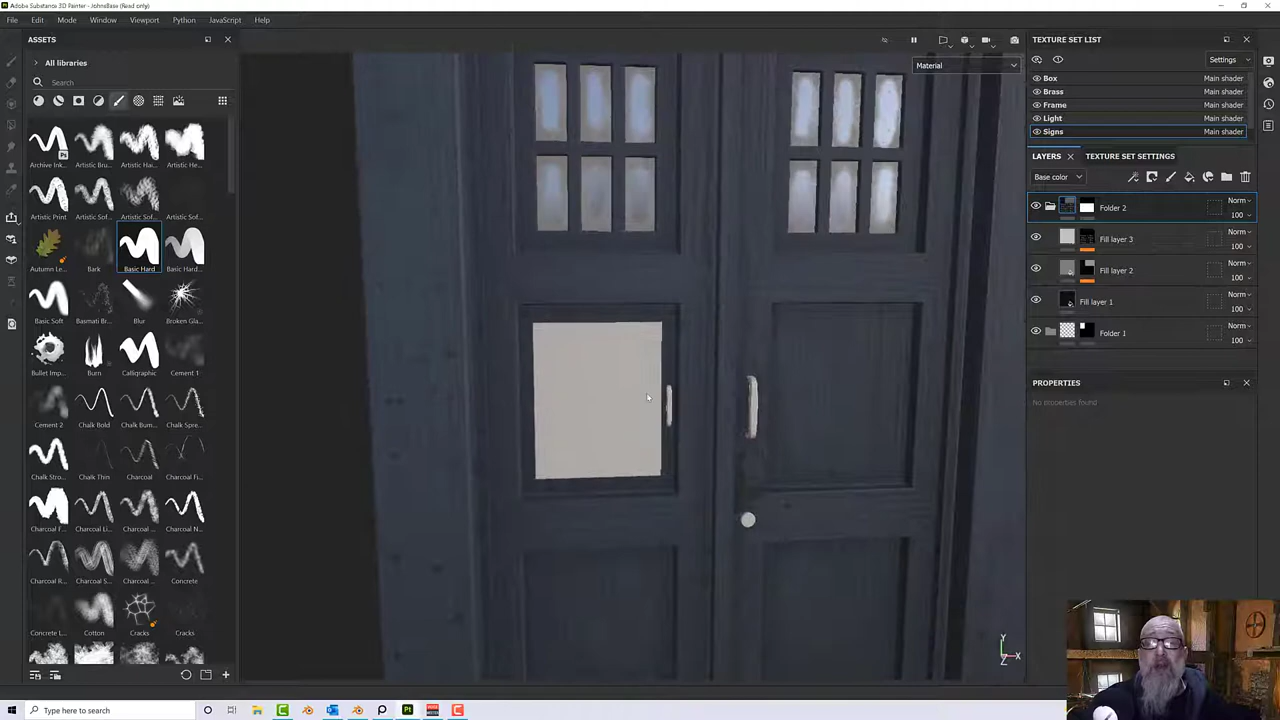 Adobe Substance 3D Painter - JohnsBase (Read only)
File Edit Mode Window Viewport Python JavaScript Help
ASSETS
All libraries
Search
Archive Ink...
Artistic Bru...
Artistic Hai...
Artistic He...
Artistic Print
Artistic Sof...
Artistic Sof...
Artistic Sof...
Autumn Le...
Bark
Basic Hard
Basic Hard...
Basic Soft
Basmati Br...
Blur
Broken Gla...
Bullet Impa...
Burn
Calligraphic
Cement 1
Cement 2
Chalk Bold
Chalk Bum...
Chalk Spre...
Chalk Stro...
Chalk Thin
Charcoal
Charcoal Fi...
Charcoal F...
Charcoal Li...
Charcoal M...
Charcoal N...
Charcoal R...
Charcoal S...
Charcoal ...
Concrete
Concrete L...
Cotton
Cracks
Cracks
Material
Y
X
Z
TEXTURE SET LIST
Settings
Box Main shader
Brass Main shader
Frame Main shader
Light Main shader
Signs Main shader
LAYERS
TEXTURE SET SETTINGS
Base color
Folder 2 Norm
100
Fill layer 3 Norm
100
Fill layer 2 Norm
100
Fill layer 1 Norm
100
Folder 1 Norm
100
PROPERTIES
No properties found
Type here to search
Pt